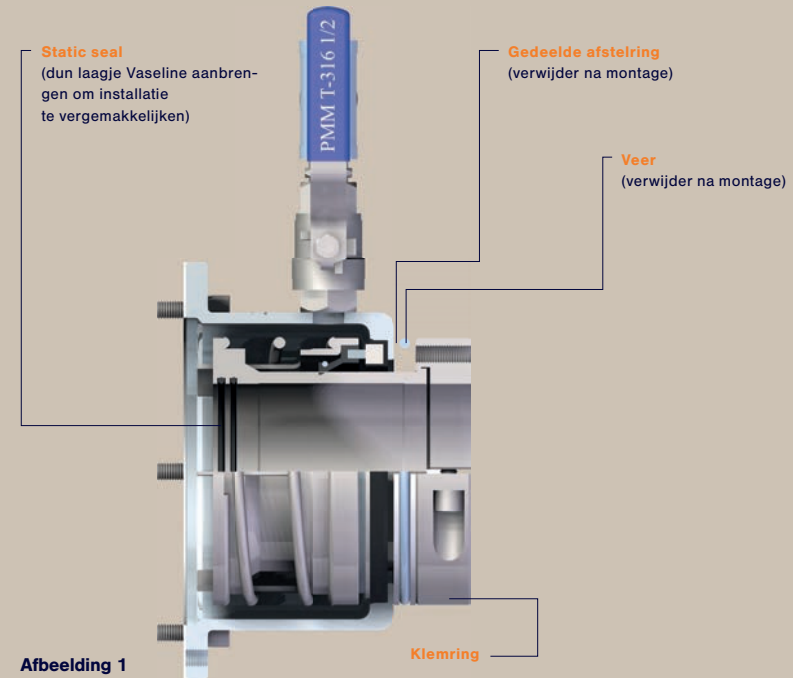 Static seal
(dun laagje Vaseline aanbren-
gen om installatie
te vergemakkelijken)
PMM T-316 1/2
Gedeelde afstelring
(verwijder na montage)
Veer
(verwijder na montage)
Klemring
Afbeelding 1